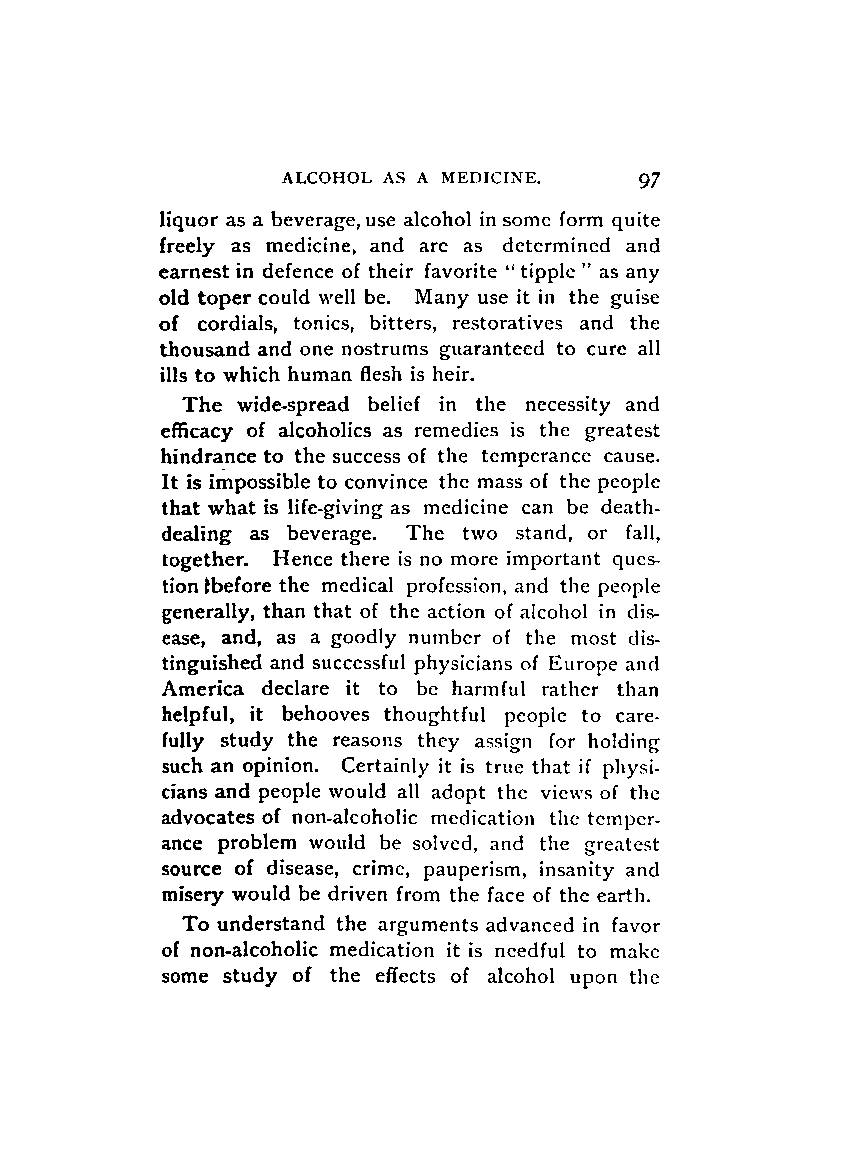 ALCOHOL AS A MEDICINE. 97
liquor as a beverage, use alcohol in some form quite
freely as medicine, and are as determined and
earnest in defence of their favorite “ tipple ” as any
old toper could well be. Many use it in the guise
of cordials, tonics, bitters, restoratives and the
thousand and one nostrums guaranteed to cure all
ills to which human flesh is heir.
The wide-spread belief in the necessity and
efficacy of alcoholics as remedies is the greatest
hindrance to the success of the temperance cause.
It is impossible to convince the mass of the people
that what is life-giving as medicine can be death-
dealing as beverage. The two stand, or fall,
together. Hence there is no more important ques-
tion before the medical profession, and the people
generally, than that of the action of alcohol in dis-
ease, and, as a goodly number of the most dis-
tinguished and successful physicians of Europe and
America declare it to be harmful rather than
helpful, it behooves thoughtful people to care-
fully study the reasons they assign for holding
such an opinion. Certainly it is true that if physi-
cians and people would all adopt the views of the
advocates of non-alcoholic medication the temper-
ance problem would be solved, and the greatest
source of disease, crime, pauperism, insanity and
misery would be driven from the face of the earth.
To understand the arguments advanced in favor
of non-alcoholic medication it is needful to make
some study of the effects of alcohol upon the